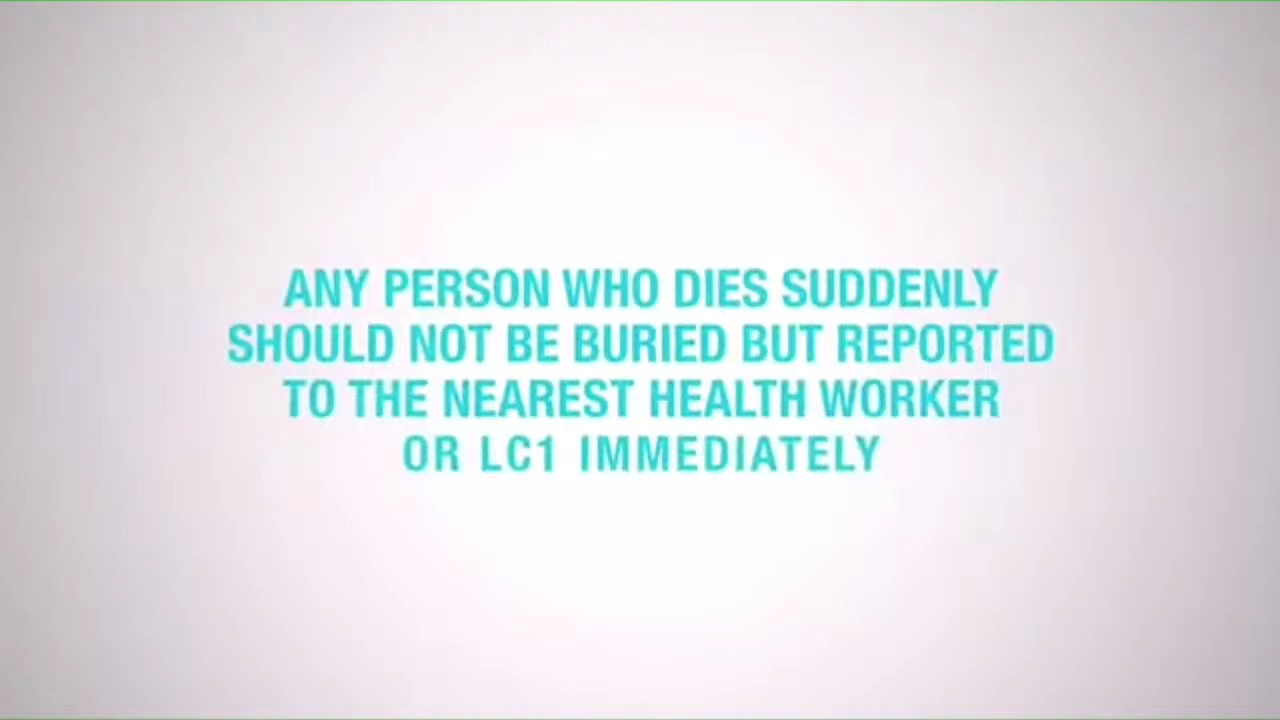 ANY PERSON WHO DIES SUDDENLY
SHOULD NOT BE BURIED BUT REPORTED
TO THE NEAREST HEALTH WORKER
OR LC1 IMMEDIATELY